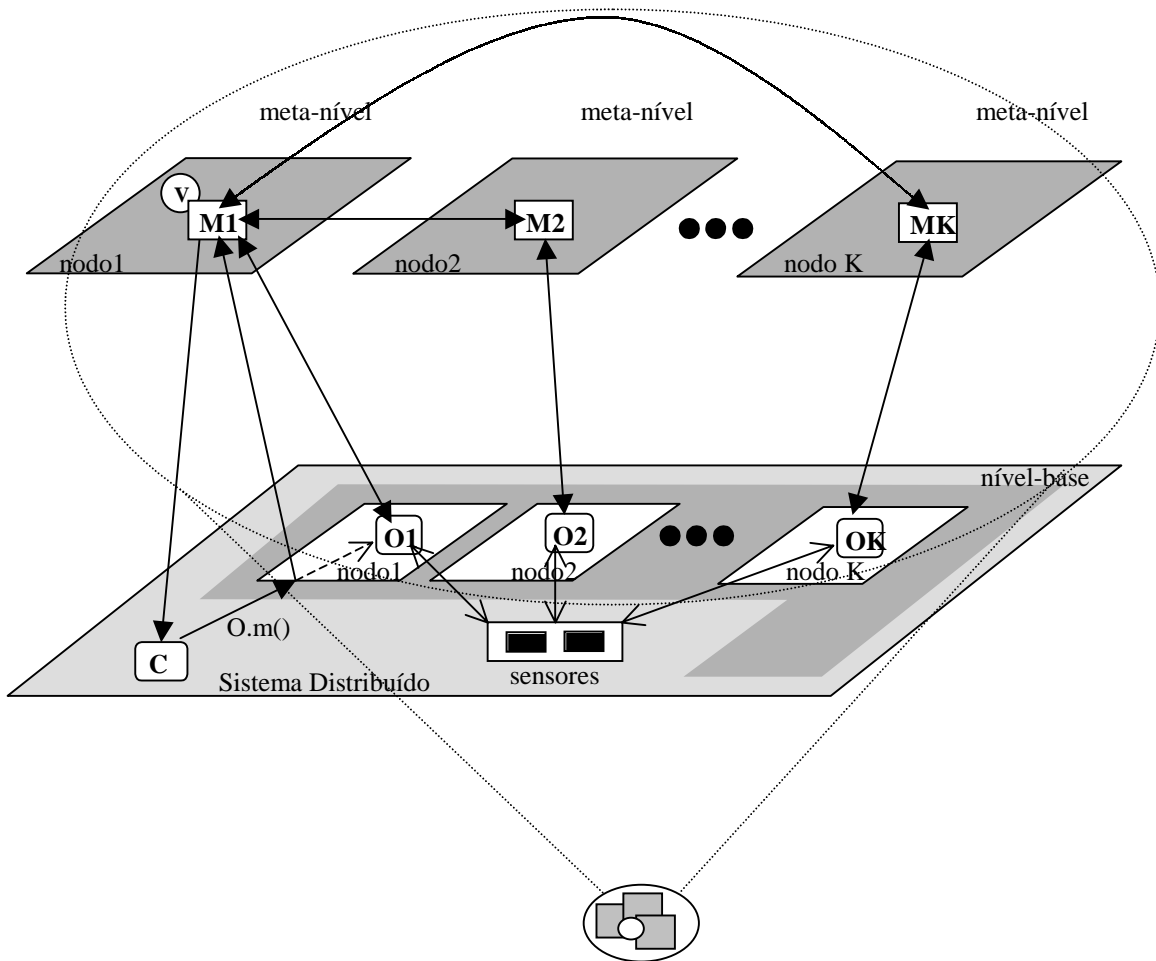 meta-nível meta-nível meta-nível
V
M1 M2 MK
nodo1 nodo2 nodo K
nível-base
O1 O2 OK
nodo1 nodo2 nodo K
O.m()
C
sensores
Sistema Distribuído